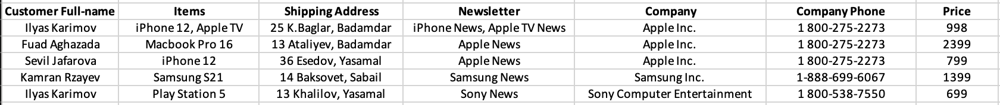 Customer Full-name Items Shipping Address Newsletter Company Company Phone Price
Ilyas Karimov iPhone 12, Apple TV 25 K.Baglar, Badamdar iPhone News, Apple TV News Apple Inc. 1 800-275-2273 998
Fuad Aghazada Macbook Pro 16 13 Ataliyev, Badamdar Apple News Apple Inc. 1 800-275-2273 2399
Sevil Jafarova iPhone 12 36 Esedov, Yasamal Apple News Apple Inc. 1 800-275-2273 799
Kamran Rzayev Samsung S21 14 Baksovet, Sabail Samsung News Samsung Inc. 1-888-699-6067 1399
Ilyas Karimov Play Station 5 13 Khalilov, Yasamal Sony News Sony Computer Entertainment 1 800-538-7550 699